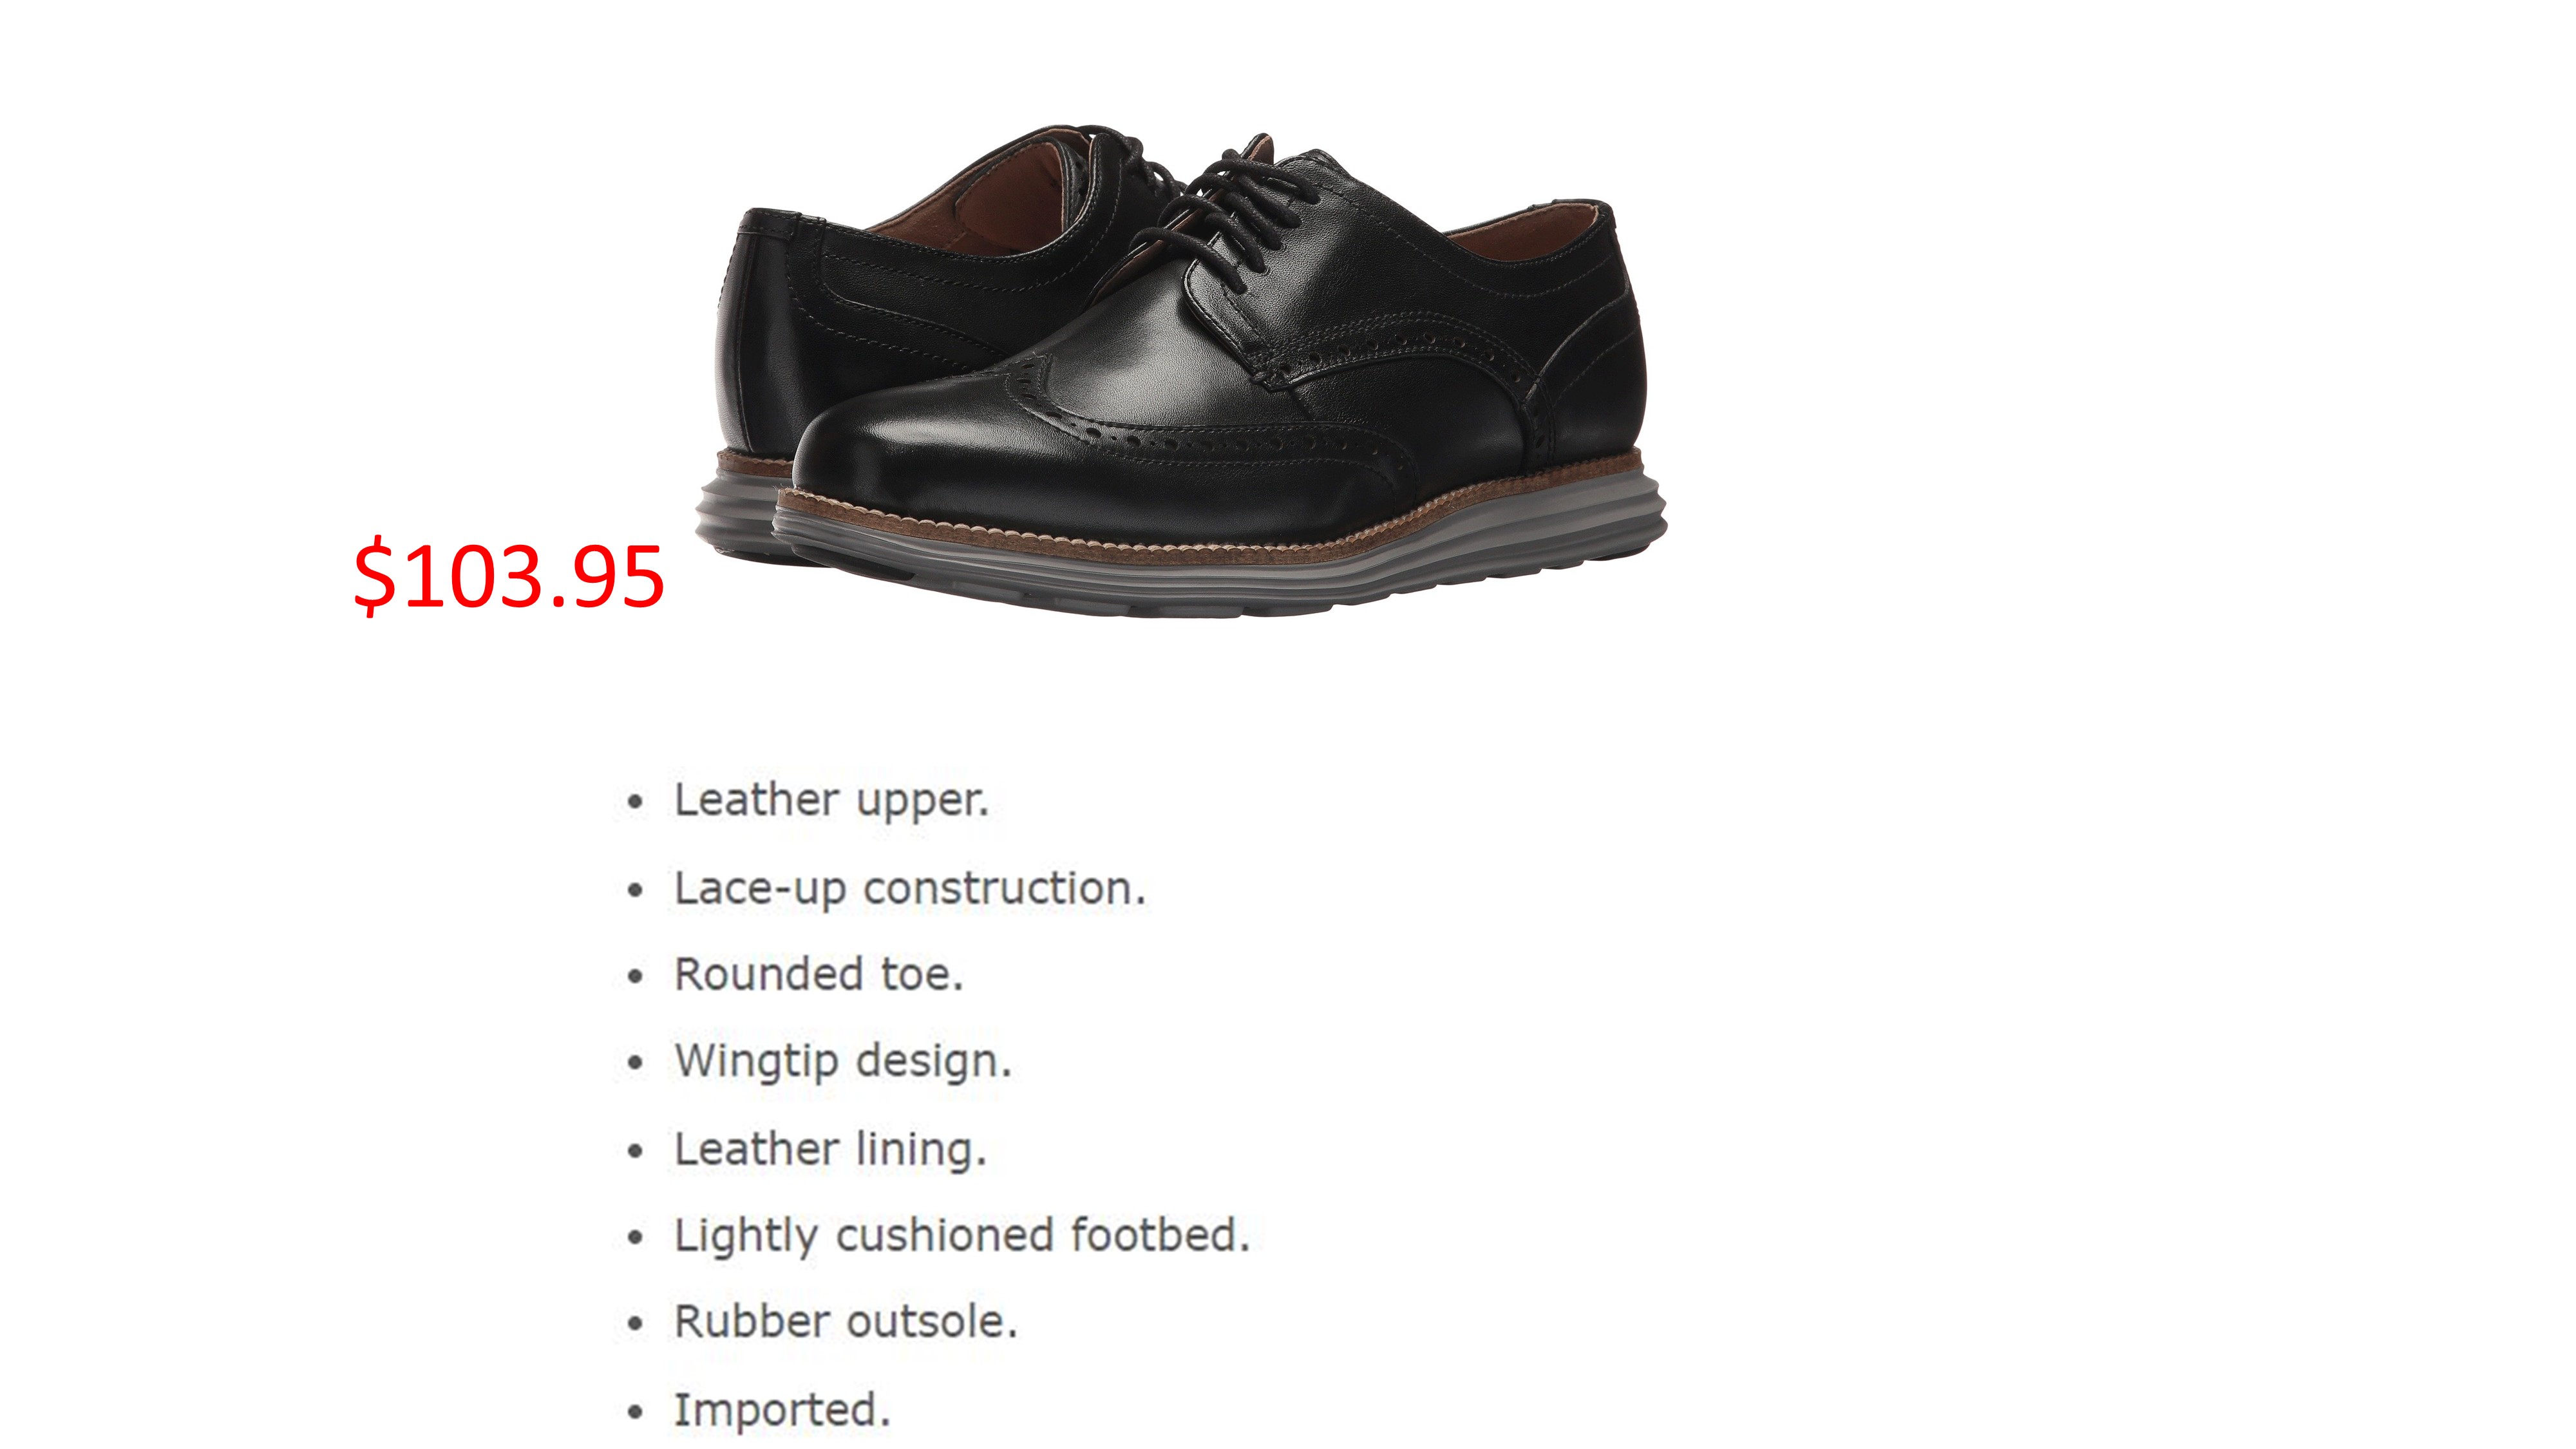 $103.95
• Leather upper.
• Lace-up construction.
• Rounded toe.
• Wingtip design.
• Leather lining.
• Lightly cushioned footbed.
• Rubber outsole.
• Imported.